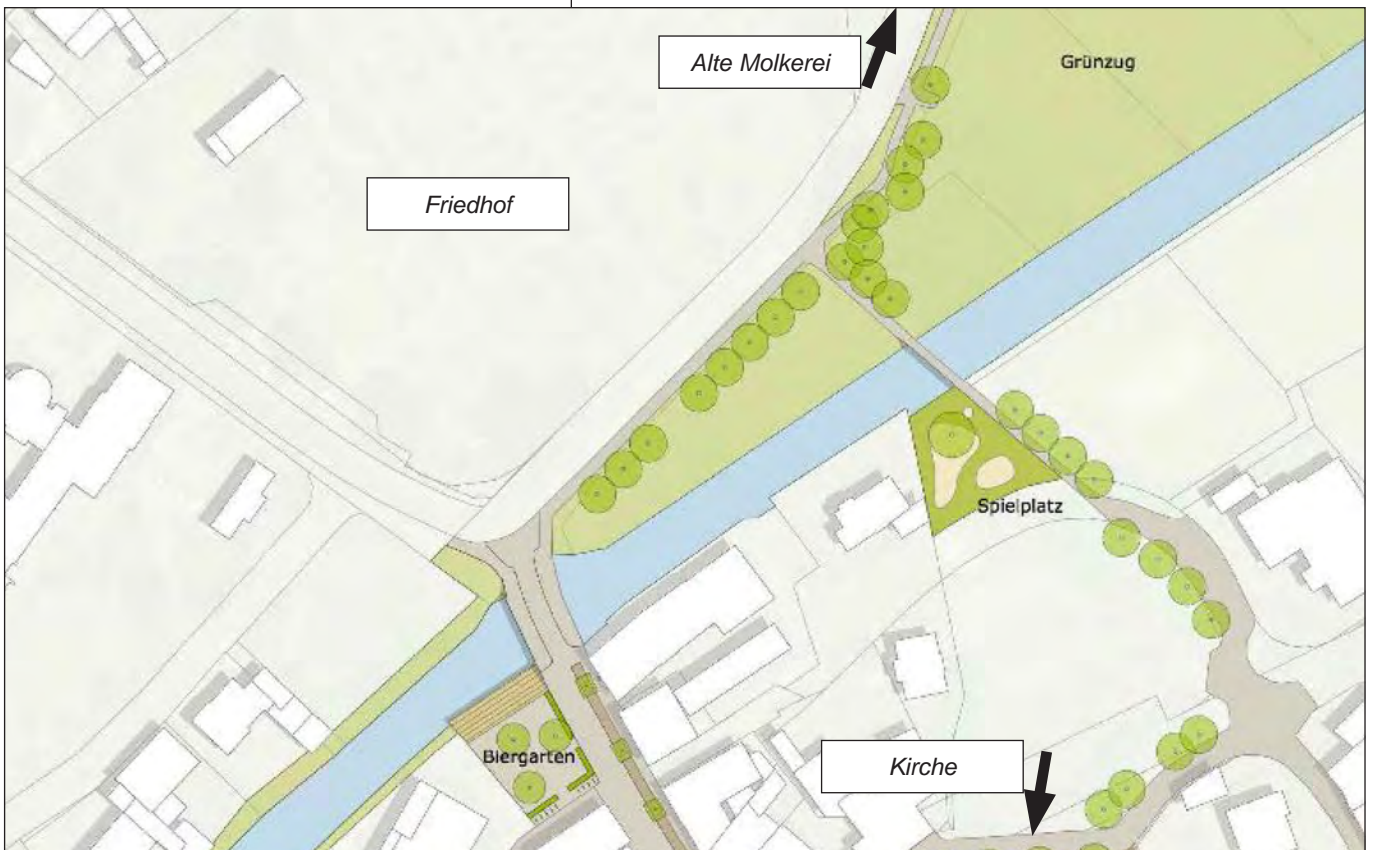 Alte Molkerei
Grünzug
Friedhof
Spielplatz
Biergarten
Kirche